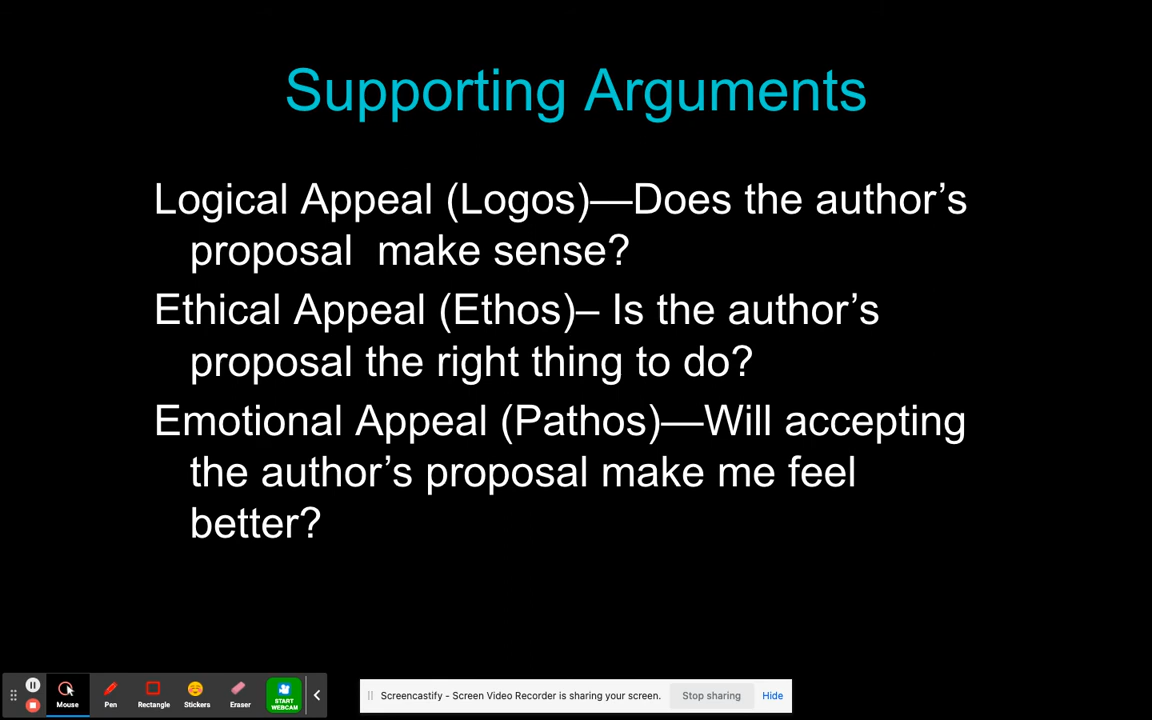 Supporting Arguments
Logical Appeal (Logos)—Does the author’s
proposal  make sense?
Ethical Appeal (Ethos)– Is the author’s
proposal the right thing to do?
Emotional Appeal (Pathos)—Will accepting
the author’s proposal make me feel
better?
Mouse
Pen
Rectangle
Stickers
Eraser
START
WEBCAM
Screencastify - Screen Video Recorder is sharing your screen.
Stop sharing
Hide